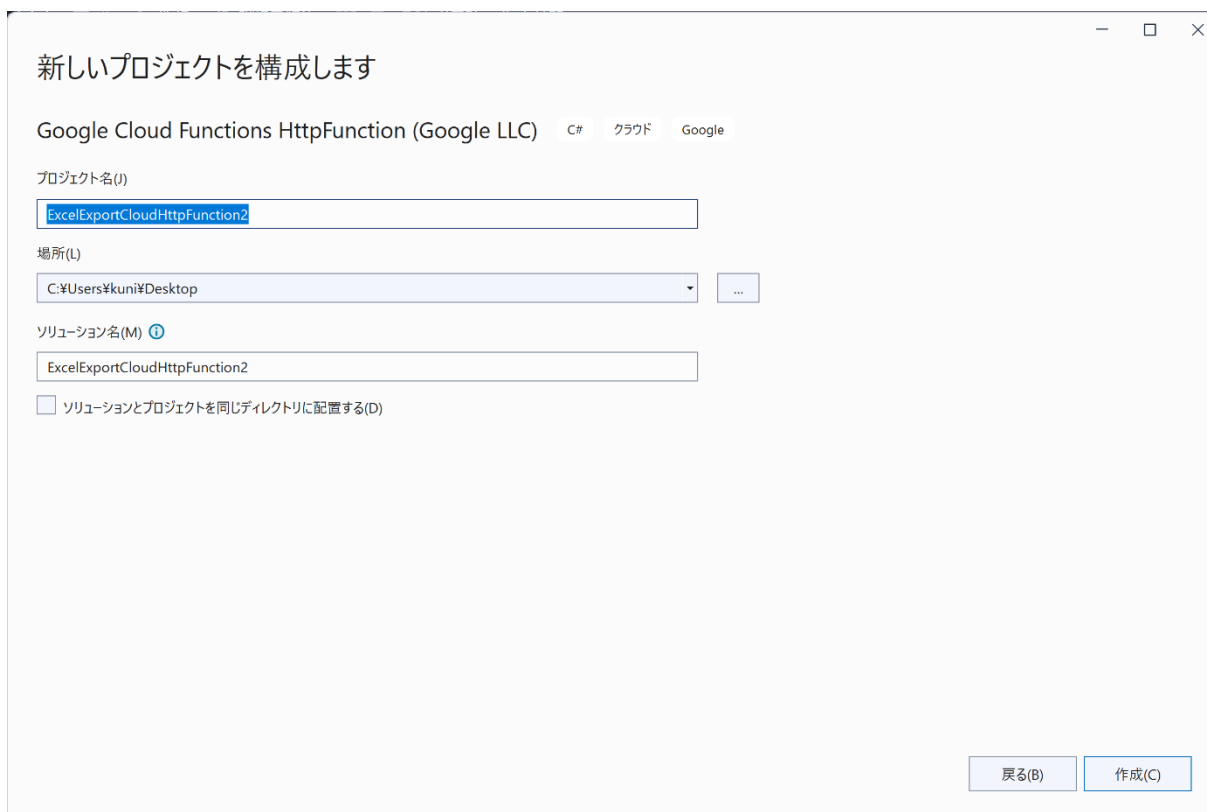 新しいプロジェクトを構成します
Google Cloud Functions HttpFunction (Google LLC) C# クラウド Google
プロジェクト名(J)
ExcelExportCloudHttpFunction2
場所(L)
C:¥Users¥kuni¥Desktop
...
ソリューション名(M)
ExcelExportCloudHttpFunction2
ソリューションとプロジェクトを同じディレクトリに配置する(D)
戻る(B) 作成(C)